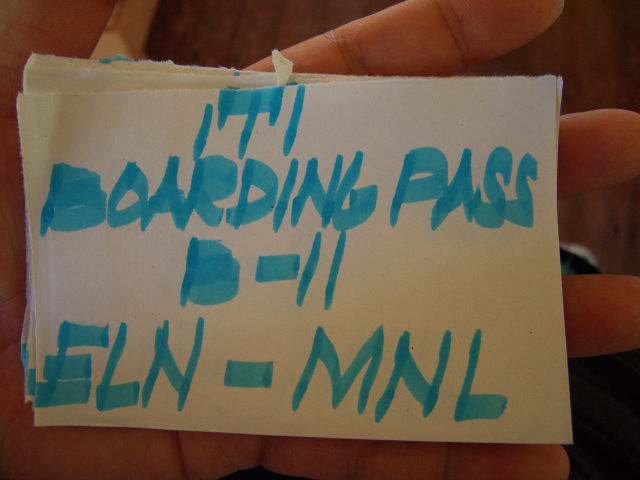 ITI
BOARDING PASS
B-11
ELN - MNL